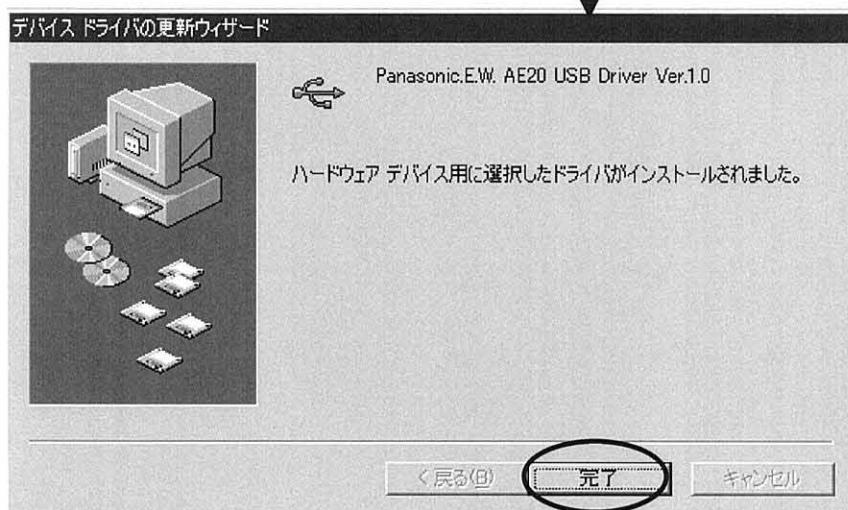 デバイス ドライバの更新ウィザード
Panasonic.E.W. AE20 USB Driver Ver.1.0
ハードウェア デバイス用に選択したドライバがインストールされました。
< 戻る(B)
完了
キャンセル